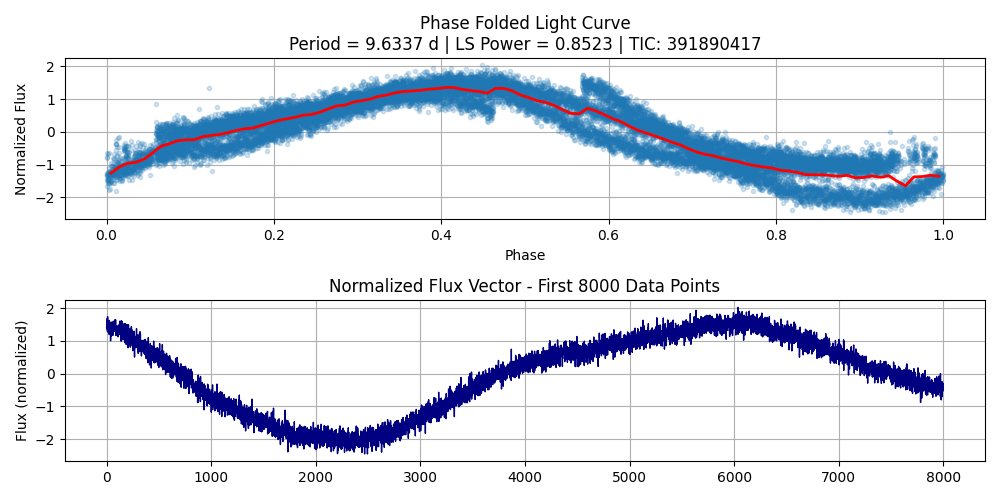 Phase Folded Light Curve
Period = 9.6337 d | LS Power = 0.8523 | TIC: 391890417
Normalized Flux
2
1
0
−1
−2
0.0 0.2 0.4 0.6 0.8 1.0
Phase
Normalized Flux Vector - First 8000 Data Points
Flux (normalized)
2
1
0
−1
−2
0 1000 2000 3000 4000 5000 6000 7000 8000